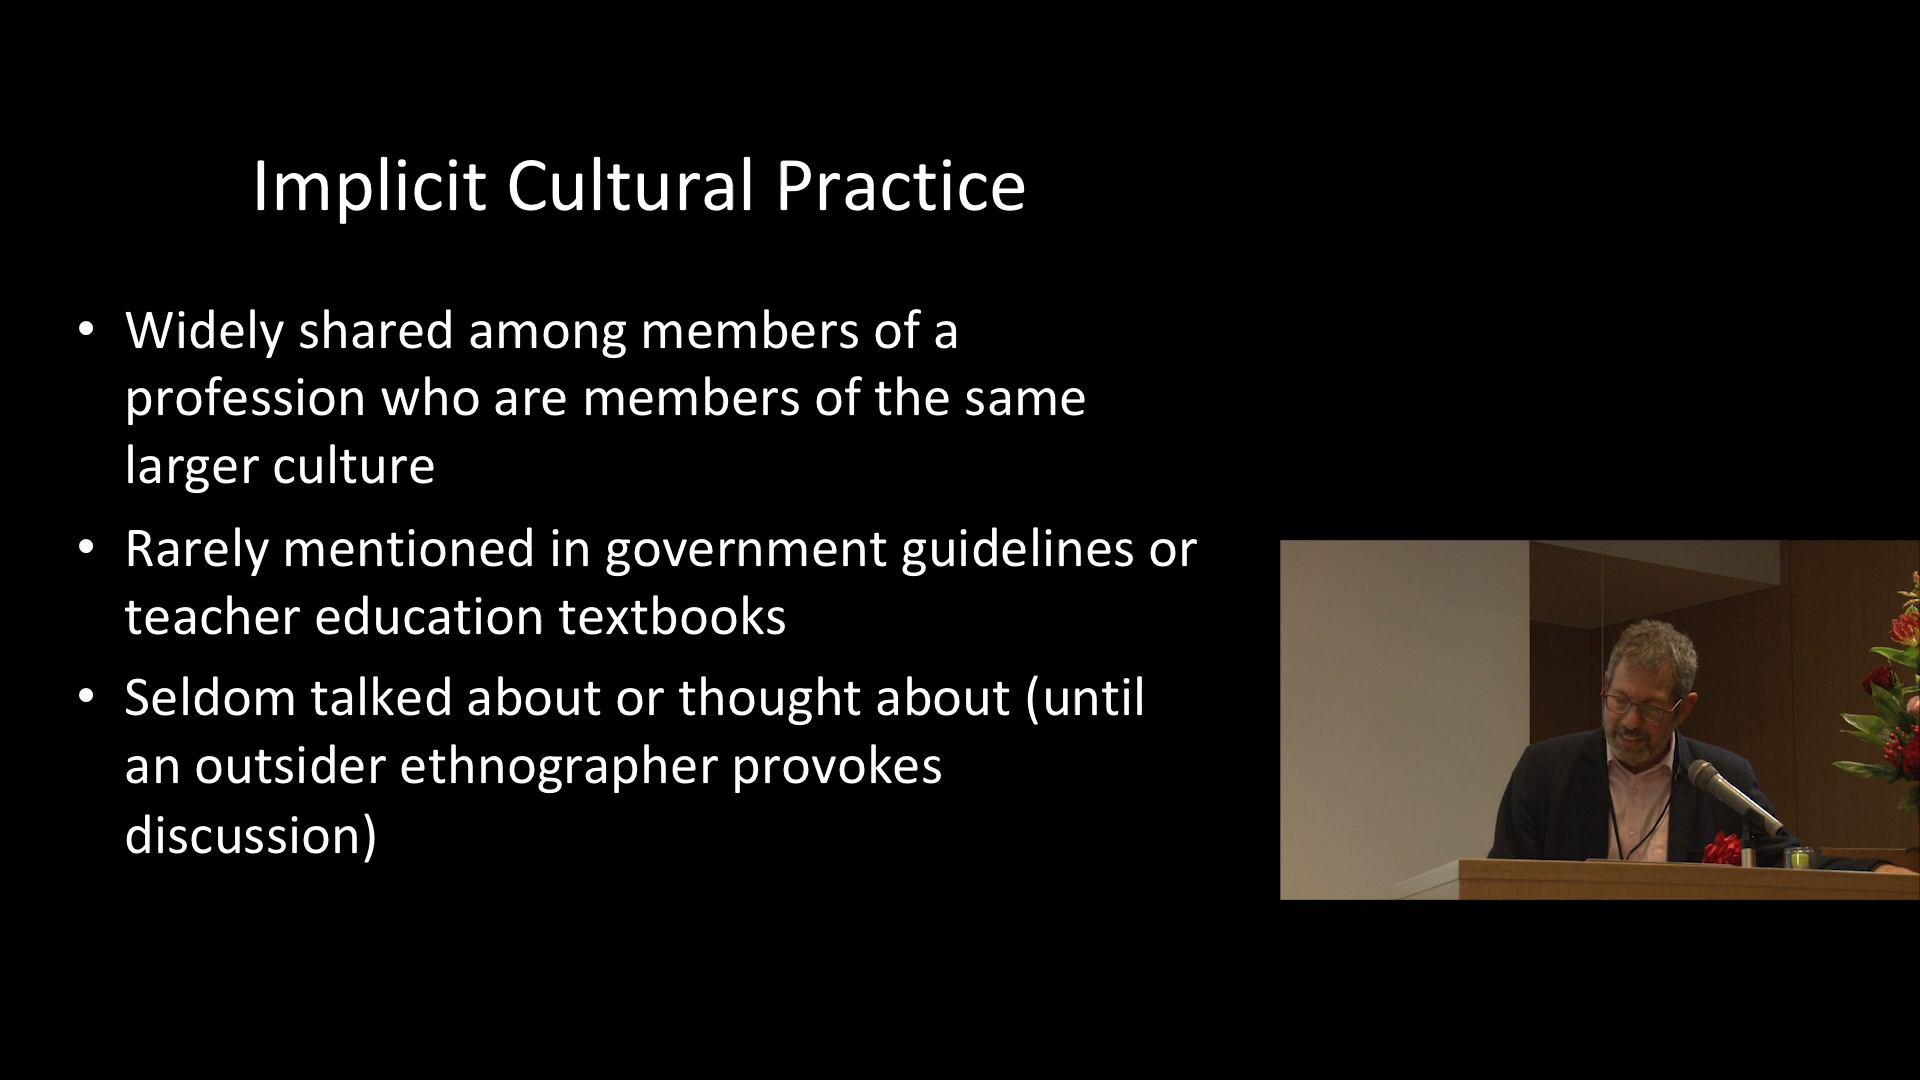 Implicit Cultural Practice
• Widely shared among members of a
profession who are members of the same
larger culture
• Rarely mentioned in government guidelines or
teacher education textbooks
• Seldom talked about or thought about (until
an outsider ethnographer provokes
discussion)